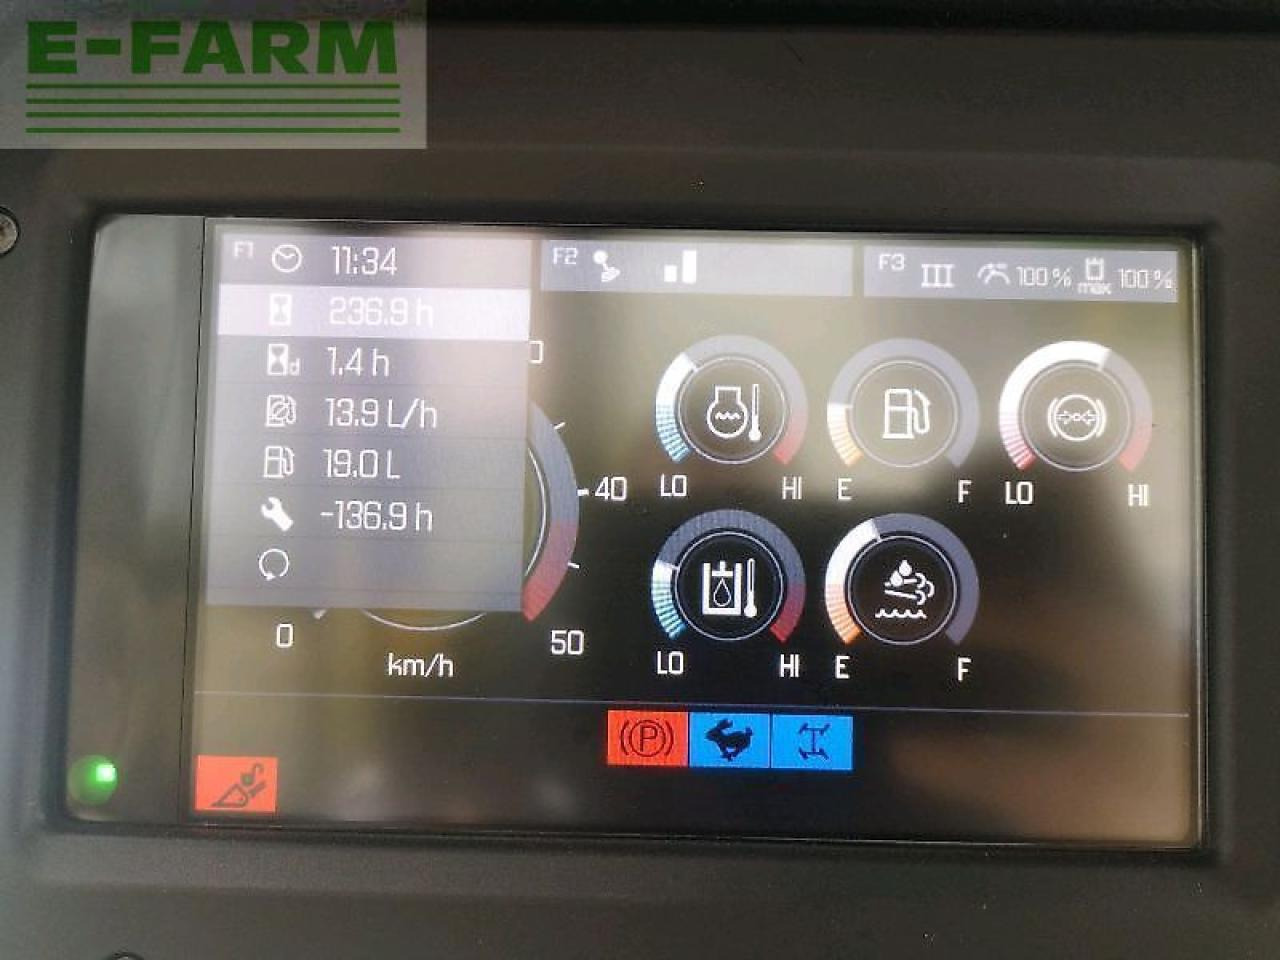 E-FARM
F1 11:34
236.9 h
d 1.4 h
13.9 L/h
19.0 L
-136.9 h
F2
F3 III 100 % max 100 %
40
50
0
km/h
LO HI
E F
LO HI
LO HI
E F
P